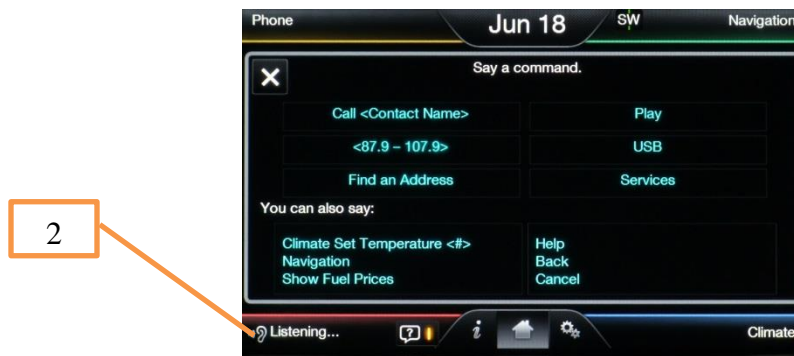 Phone Jun 18 SW Navigation
Say a command.
Call <Contact Name> Play
<87.9 – 107.9> USB
Find an Address Services
You can also say:
Climate Set Temperature <#> Help
Navigation Back
Show Fuel Prices Cancel
2
Listening... Climate